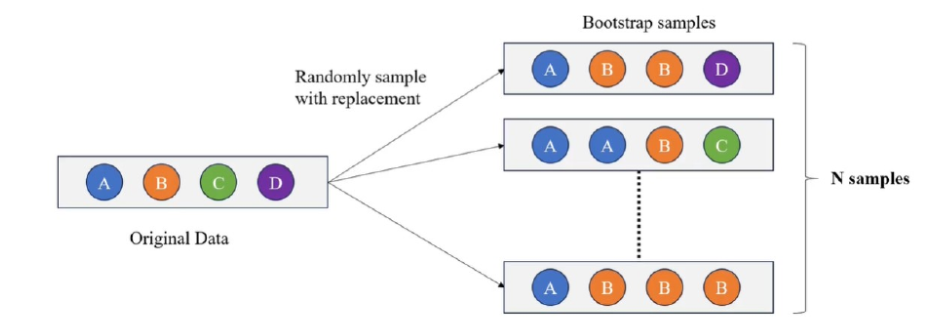 Bootstrap samples
A B B D
Randomly sample
with replacement
A A B C
A B C D
N samples
Original Data
A B B B